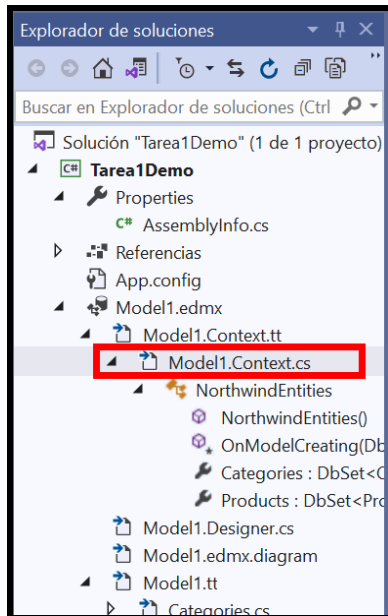 Explorador de soluciones
Buscar en Explorador de soluciones (Ctrl
Solución "Tarea1Demo" (1 de 1 proyecto)
C# Tarea1Demo
Properties
C# AssemblyInfo.cs
Referencias
App.config
Model1.edmx
Model1.Context.tt
Model1.Context.cs
NorthwindEntities
NorthwindEntities()
OnModelCreating(Db
Categories : DbSet<C
Products : DbSet<Pro
Model1.Designer.cs
Model1.edmx.diagram
Model1.tt
Categories.cs